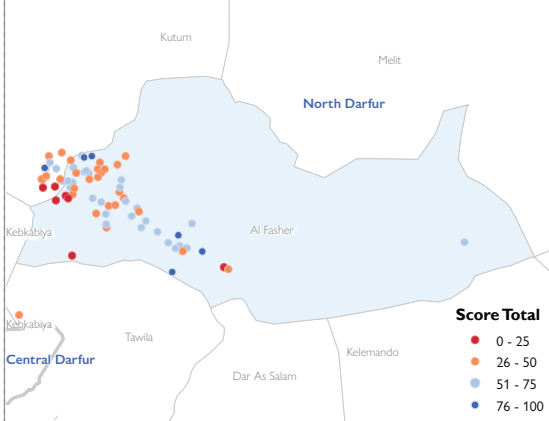 Kutum
Melit
North Darfur
Kebkabiya
Al Fasher
Kebkabiya
Tawila
Central Darfur
Kelemando
Dar As Salam
Score Total
0 - 25
26 - 50
51 - 75
76 - 100